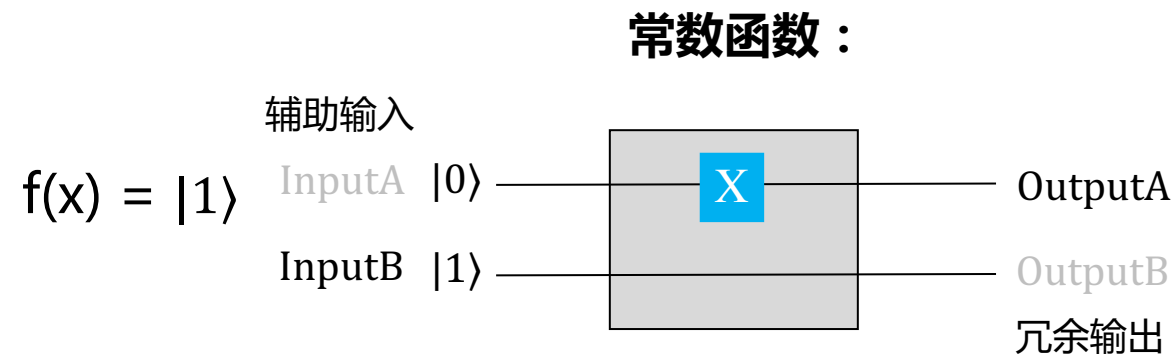 常数函数：
辅助输入
f(x) = |1⟩
InputA |0⟩
X
OutputA
InputB |1⟩
OutputB
冗余输出